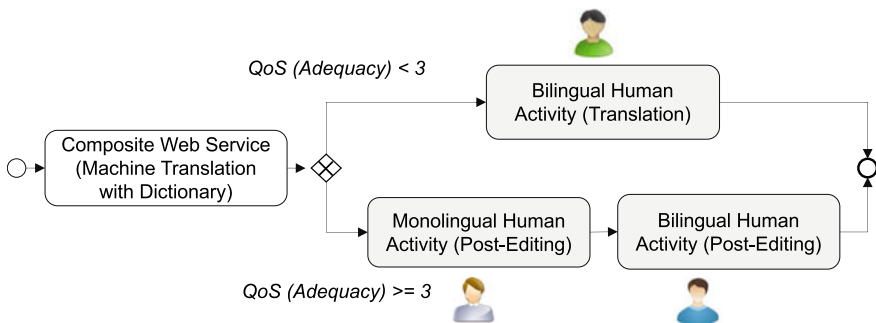 QoS (Adequacy) < 3
Bilingual Human
Activity (Translation)
Composite Web Service
(Machine Translation
with Dictionary)
Monolingual Human
Activity (Post-Editing)
Bilingual Human
Activity (Post-Editing)
QoS (Adequacy) >= 3